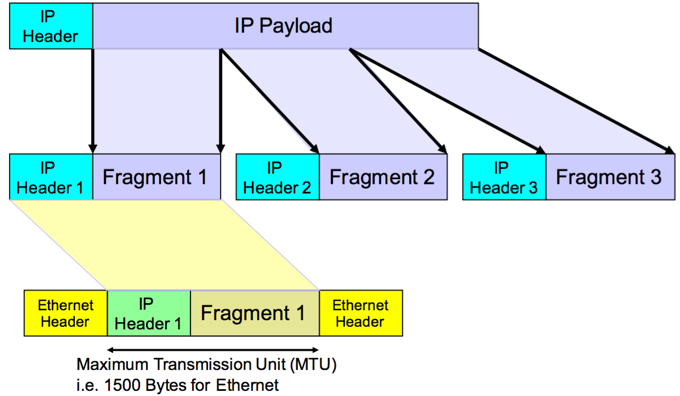 IP
Header
IP Payload
IP
Header 1
Fragment 1
IP
Header 2
Fragment 2
IP
Header 3
Fragment 3
Ethernet
Header
IP
Header 1
Fragment 1
Ethernet
Header
Maximum Transmission Unit (MTU)
i.e. 1500 Bytes for Ethernet